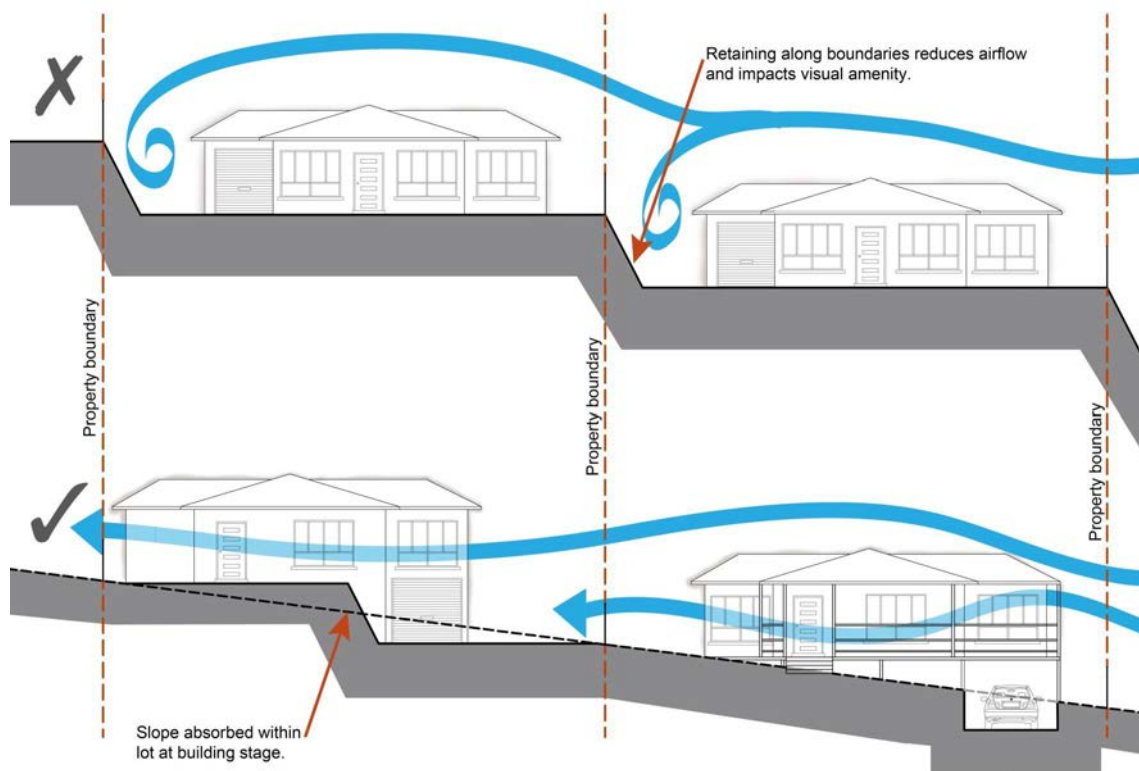 Retaining along boundaries reduces airflow
and impacts visual amenity.
Property boundary
Property boundary
Property boundary
Slope absorbed within
lot at building stage.